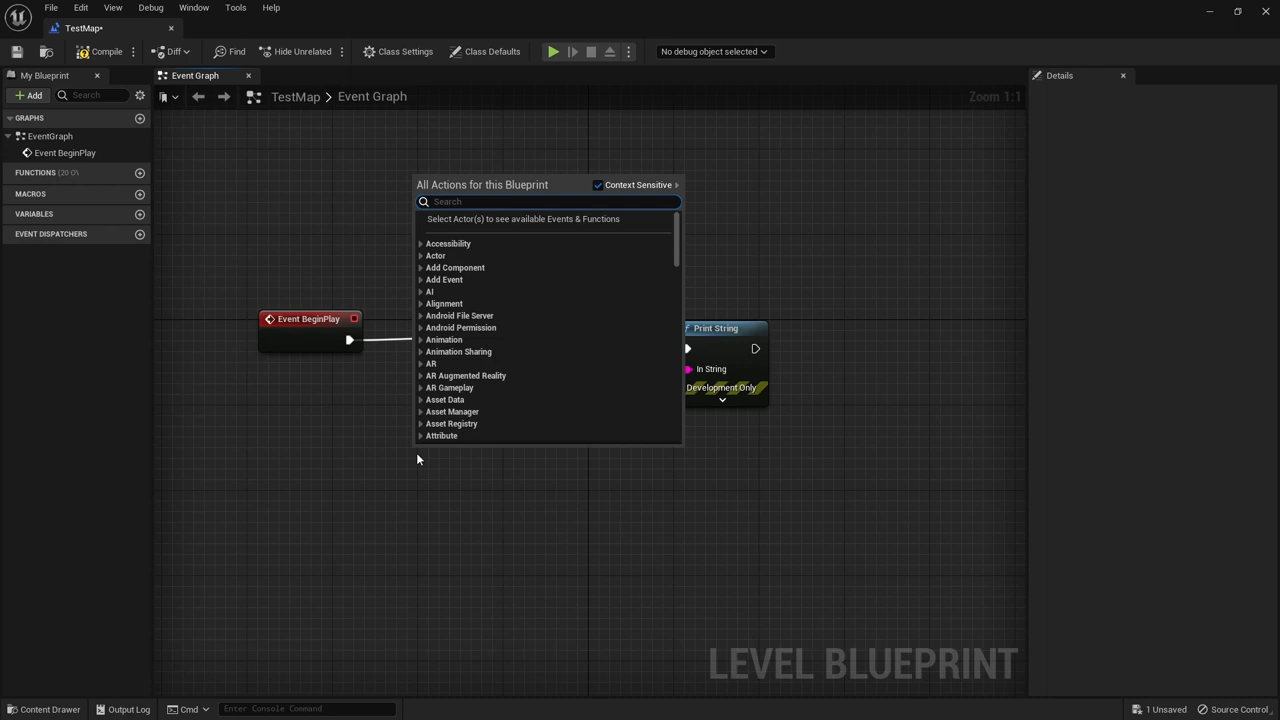 File Edit View Debug Window Tools Help
TestMap*
Compile Diff Find Hide Unrelated Class Settings Class Defaults No debug object selected
My Blueprint Event Graph Details
Add Search TestMap > Event Graph Zoom 1:1
GRAPHS
EventGraph
Event BeginPlay
FUNCTIONS (20 O
MACROS
VARIABLES
EVENT DISPATCHERS
All Actions for this Blueprint Context Sensitive
Search
Select Actor(s) to see available Events & Functions
Accessibility
Actor
Add Component
Add Event
AI
Alignment
Android File Server
Android Permission
Animation
Animation Sharing
AR
AR Augmented Reality
AR Gameplay
Asset Data
Asset Manager
Asset Registry
Attribute
Event BeginPlay
Print String
In String
Development Only
LEVEL BLUEPRINT
Content Drawer Output Log Cmd Enter Console Command 1 Unsaved Source Control